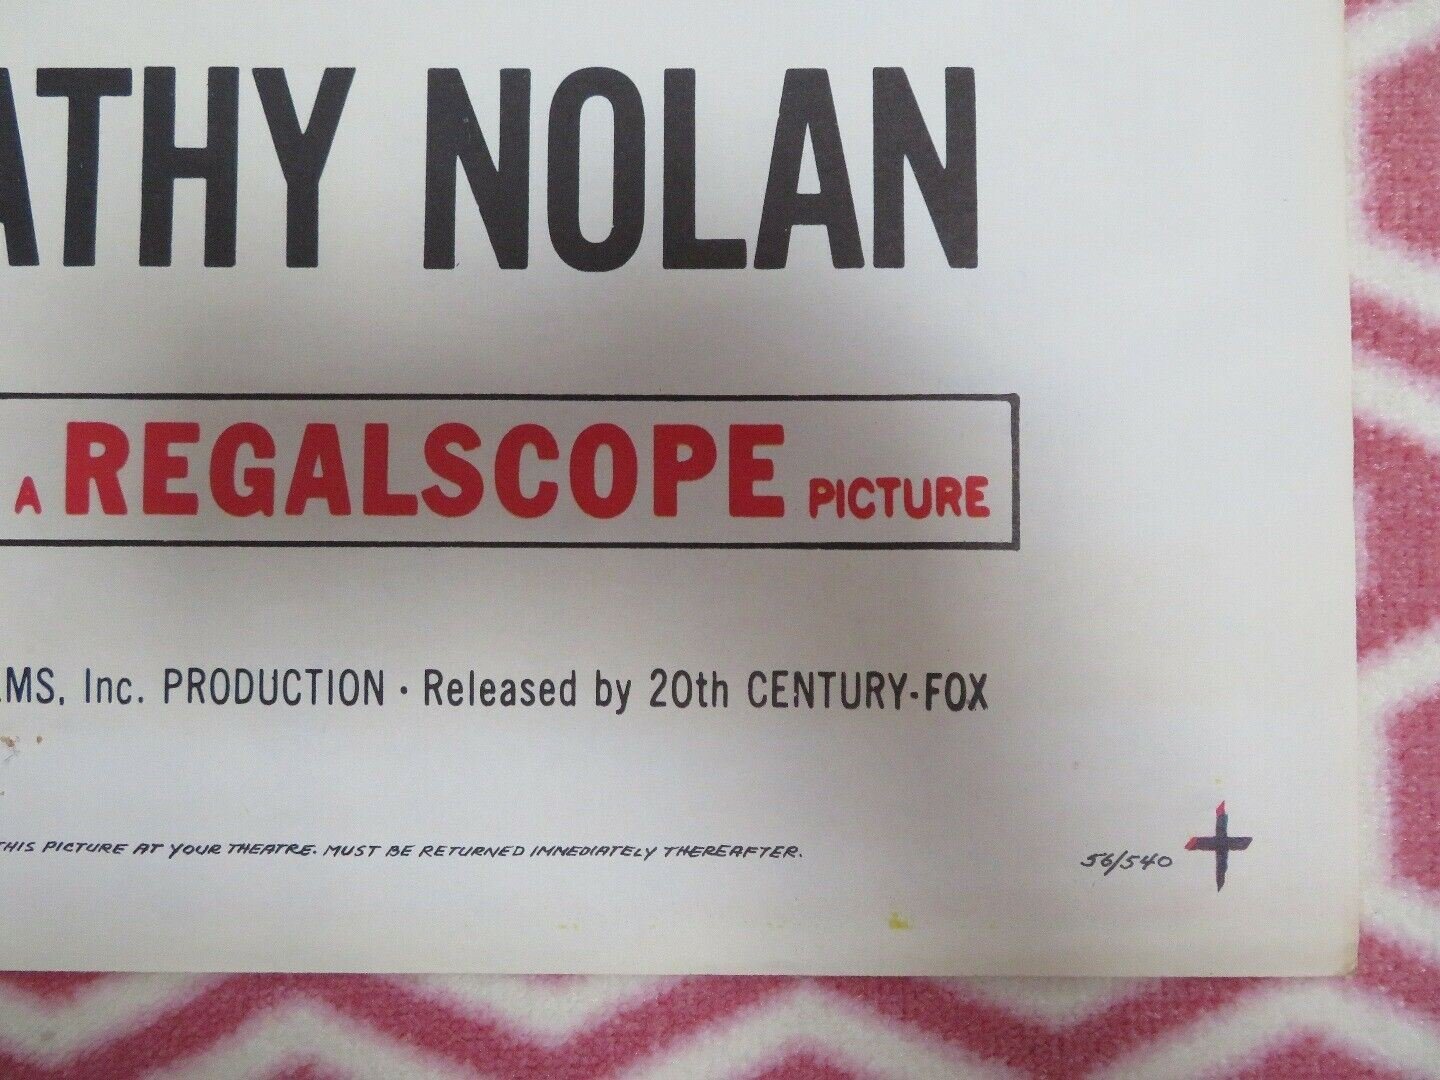 ATHY NOLAN
A REGALSCOPE PICTURE
LMS, Inc. PRODUCTION · Released by 20th CENTURY-FOX
THIS PICTURE AT YOUR THEATRE. MUST BE RETURNED IMMEDIATELY THEREAFTER.
56/540